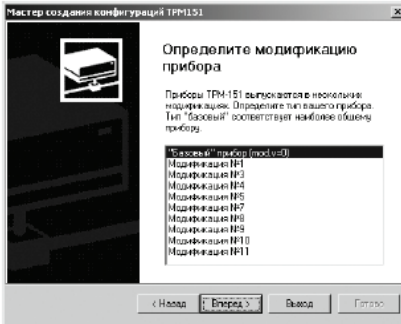 Мастер создания конфигураций ТРМ151
Определите модификацию
прибора
Приборы ТРМ-151 выпускаются в нескольких
модификациях. Определите тип вашего прибора.
Тип "базовый" соответствует наиболее общему
прибору.
"Базовый" прибор (mod.v=0)
Модификация №1
Модификация №3
Модификация №4
Модификация №5
Модификация №7
Модификация №8
Модификация №9
Модификация №10
Модификация №11
< Назад
Вперед >
Выход
Готово